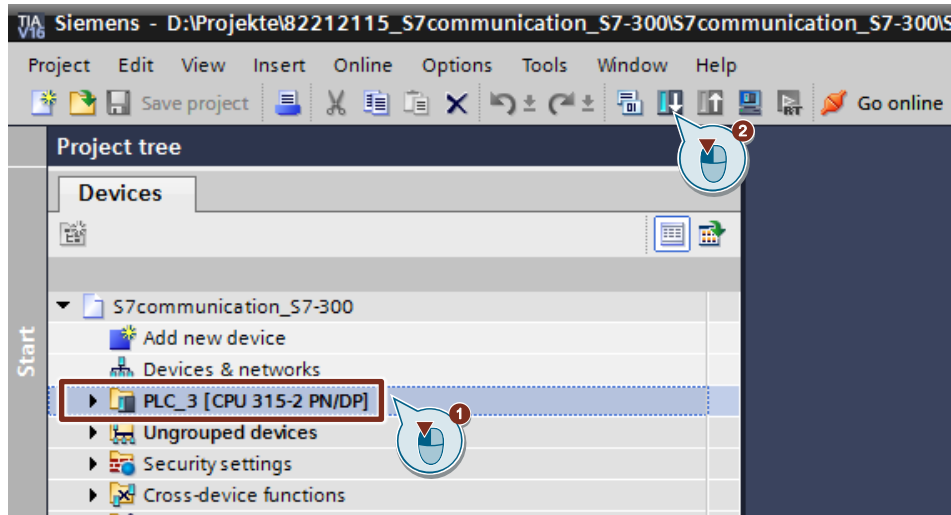 TIA V16 Siemens - D:\Projekte\82212115_S7communication_S7-300\S7communication_S7-300\S
Project Edit View Insert Online Options Tools Window Help
Save project RT Go online
2
Project tree
Devices
Start
S7communication_S7-300
Add new device
Devices & networks
PLC_3 [CPU 315-2 PN/DP]
1
Ungrouped devices
Security settings
Cross-device functions